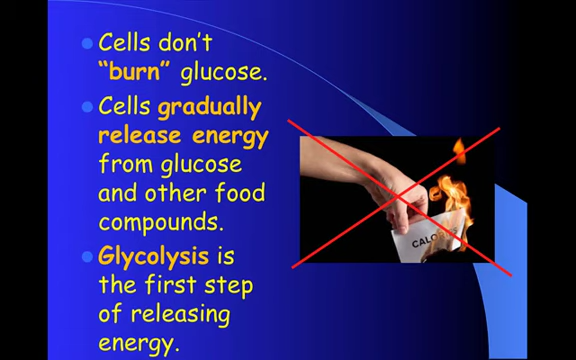 Cells don't
"burn" glucose.
Cells gradually
release energy
from glucose
and other food
compounds.
Glycolysis is
the first step
of releasing
energy.
CALORIES